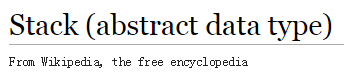 Stack (abstract data type)
From Wikipedia, the free encyclopedia